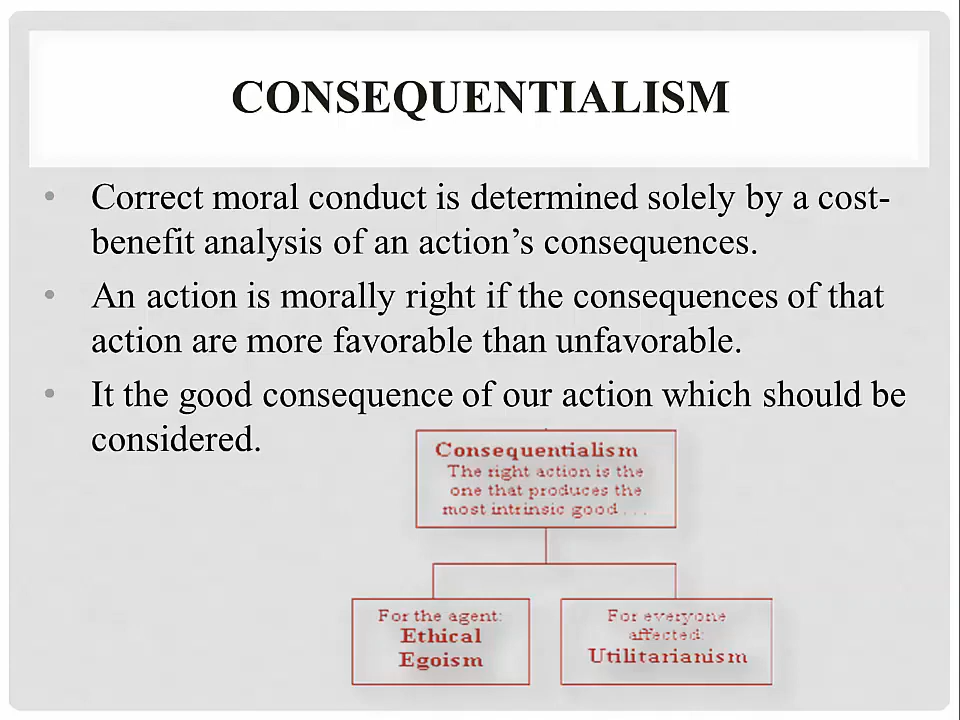 CONSEQUENTIALISM
• Correct moral conduct is determined solely by a cost-
benefit analysis of an action’s consequences.
• An action is morally right if the consequences of that
action are more favorable than unfavorable.
• It the good consequence of our action which should be
considered.
Consequentialism
The right action is the
one that produces the
most intrinsic good . . .
For the agent:
Ethical
Egoism
For everyone
affected:
Utilitarianism